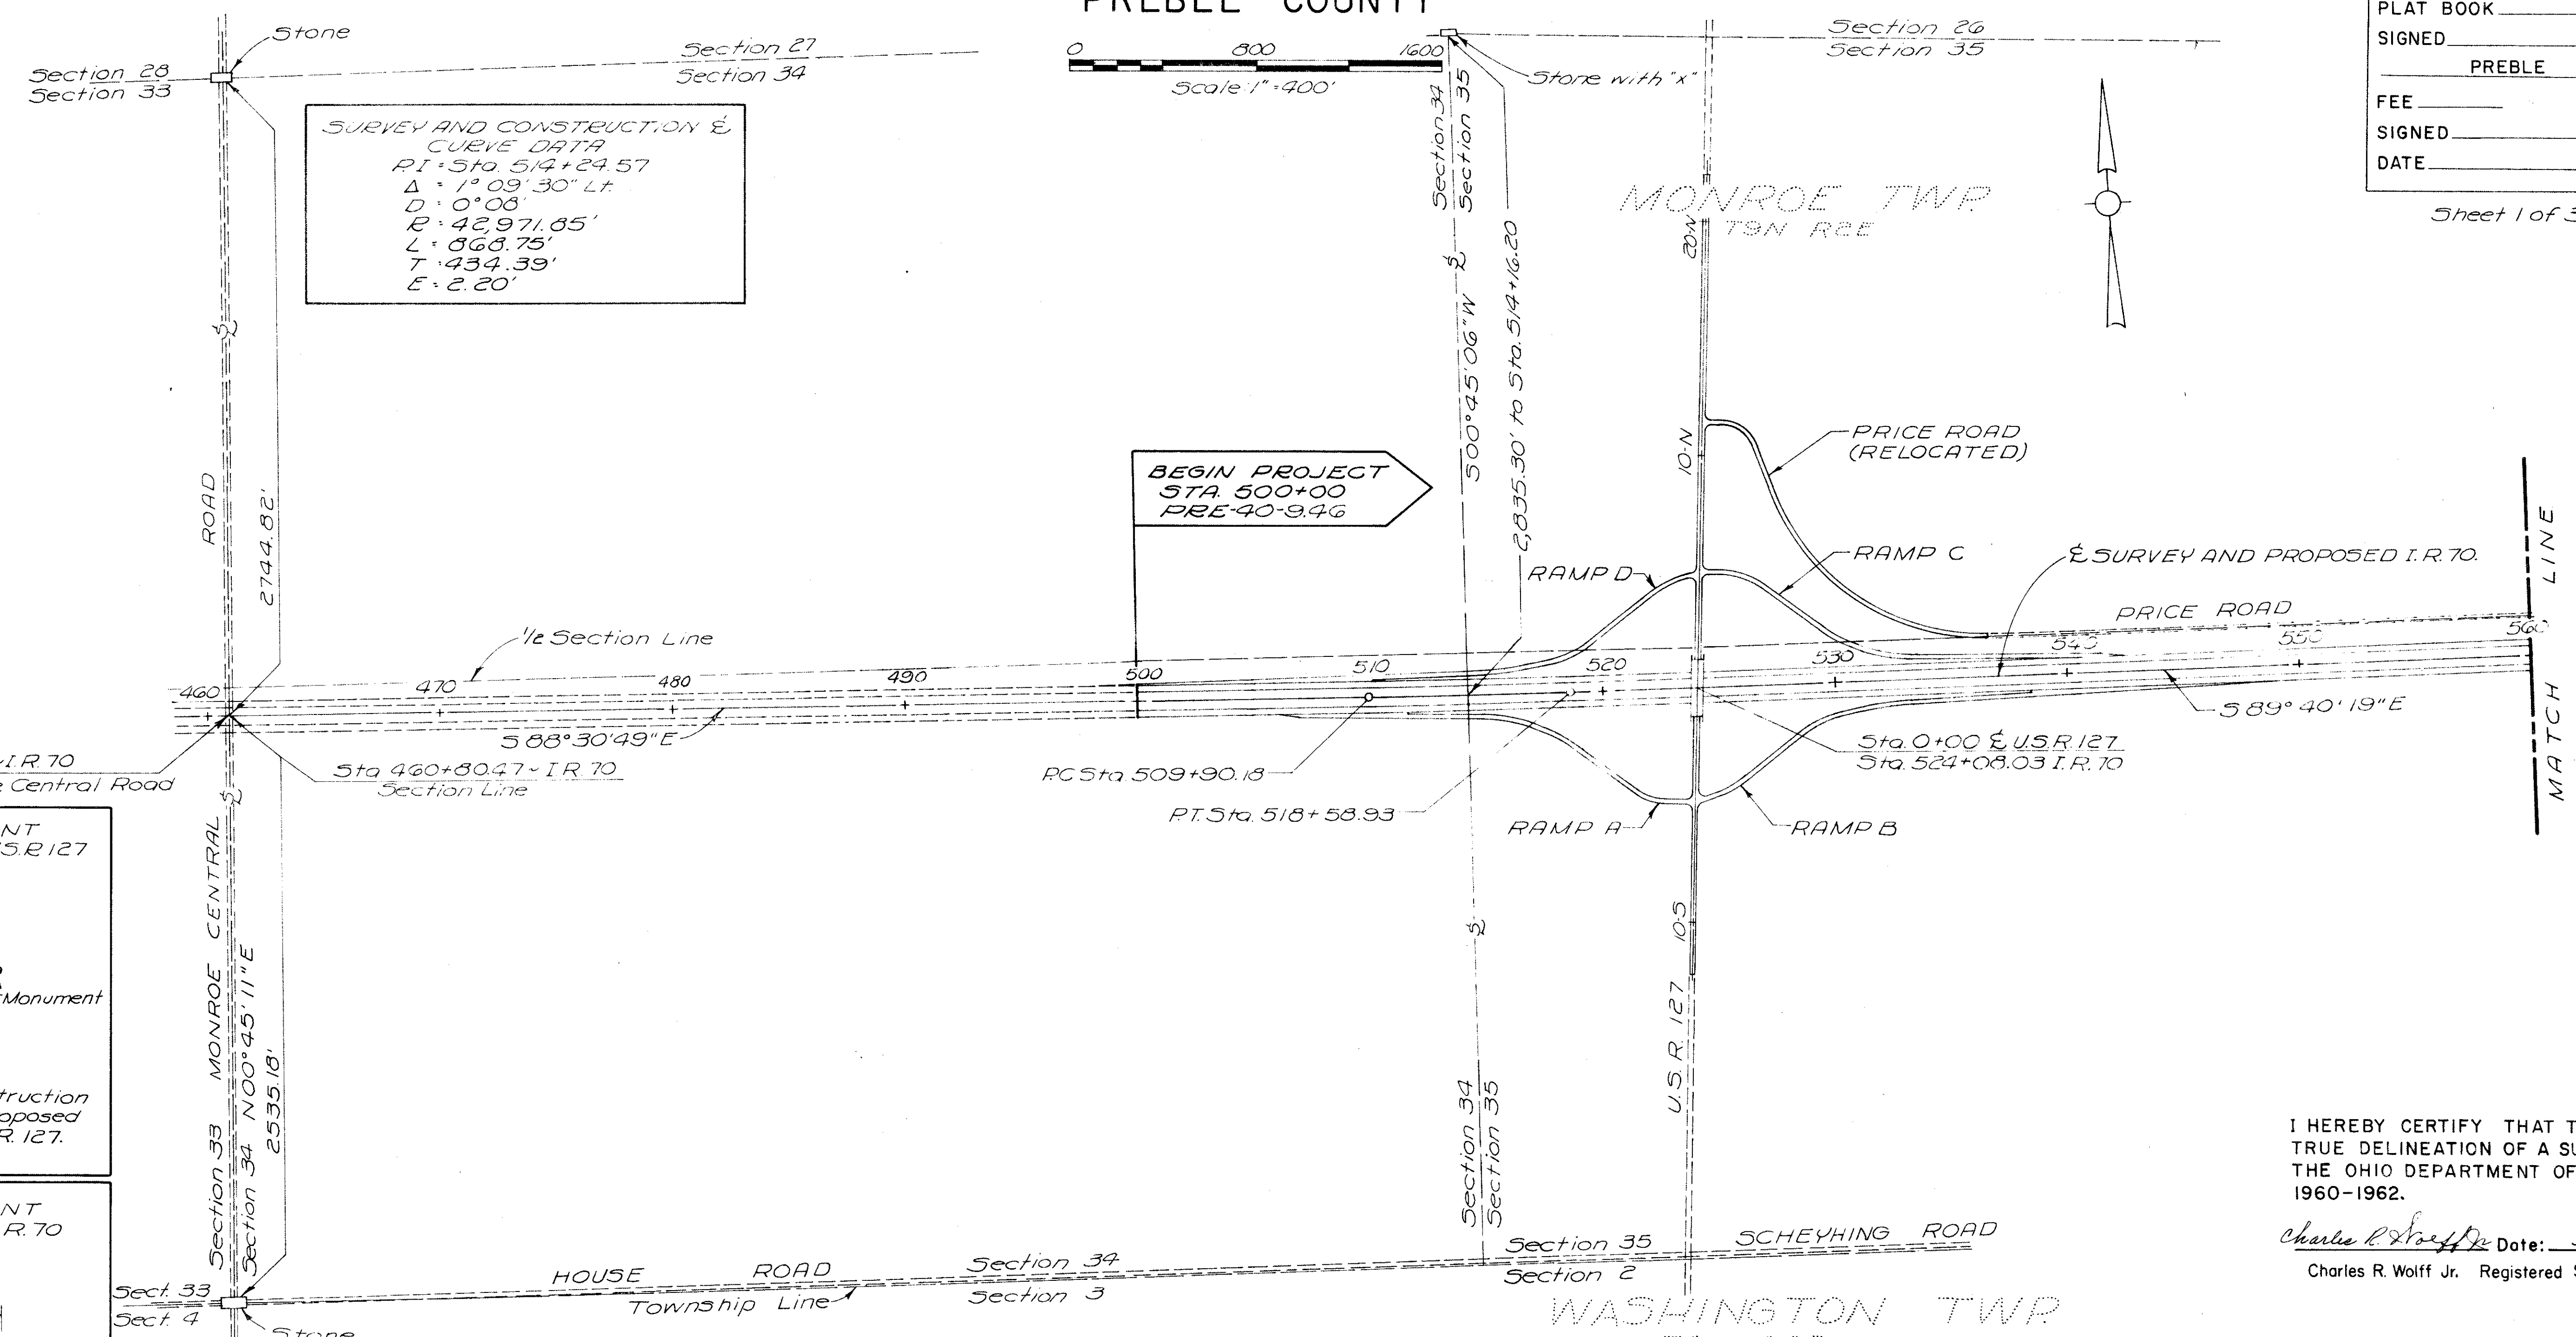 PREBLE COUNTY
PLAT BOOK
SIGNED
PREBLE
FEE
SIGNED
DATE
Sheet 1 of 3
Stone
Section 28
Section 33
Section 27
Section 34
0 800 1600
Scale 1"=400'
Section 26
Section 35
Stone with "x"
Section 34
Section 35
SURVEY AND CONSTRUCTION ℄
CURVE DATA
P.I = Sta. 514+24.57
Δ = 1°09'30" Lt.
D = 0°08'
R = 42,971.85'
L = 868.75'
T = 434.39'
E = 2.20'
MONROE TWP.
T9N R2E
20-N
S00°45'06"W
2,835.30' to Sta. 514+16.20
10-N
PRICE ROAD
(RELOCATED)
BEGIN PROJECT
STA. 500+00
PRE-40-9.46
ROAD
2744.82'
RAMP D
RAMP C
℄ SURVEY AND PROPOSED I.R. 70.
MATCH LINE
PRICE ROAD
1/2 Section Line
460 470 480 490 500 510 520 530 540 550 560
S 88°30'49"E
S 89°40'19"E
I.R. 70
Central Road
Sta 460+80.47 ~ I.R. 70
Section Line
P.C Sta. 509+90.18
P.T. Sta. 518+58.93
Sta. 0+00 ℄ U.S.R. 127
Sta. 524+08.03 I.R. 70
RAMP A
RAMP B
NT
S.R 127
Monument
truction
oposed
R. 127.
NT
R. 70
MONROE CENTRAL
Section 33
Section 34 N00°45'11"E
2535.18'
10-S
U.S.R. 127
Section 34
Section 35
Sect. 33
Sect. 4
Stone
HOUSE ROAD
Township Line
Section 34
Section 3
Section 35
Section 2
SCHEYHING ROAD
WASHINGTON TWP.
I HEREBY CERTIFY THAT T
TRUE DELINEATION OF A SU
THE OHIO DEPARTMENT OF
1960-1962.
Charles R. Wolff Jr Date:
Charles R. Wolff Jr. Registered S